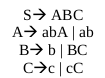 S→ ABC
A→ abA | ab
B→ b | BC
C→c | cC